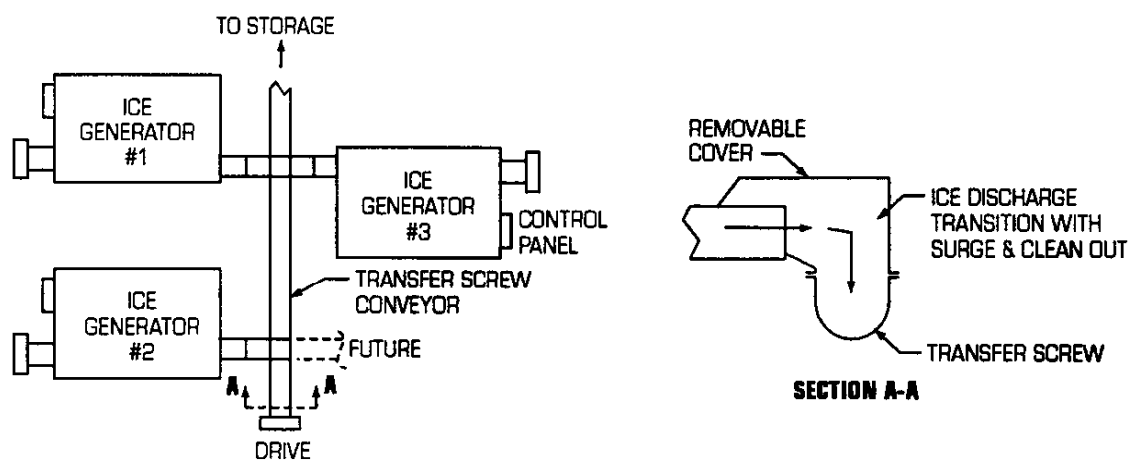 TO STORAGE
ICE
GENERATOR
#1
ICE
GENERATOR
#3
CONTROL
PANEL
TRANSFER SCREW
CONVEYOR
ICE
GENERATOR
#2
FUTURE
A
A
DRIVE
REMOVABLE
COVER
ICE DISCHARGE
TRANSITION WITH
SURGE & CLEAN OUT
TRANSFER SCREW
SECTION A-A